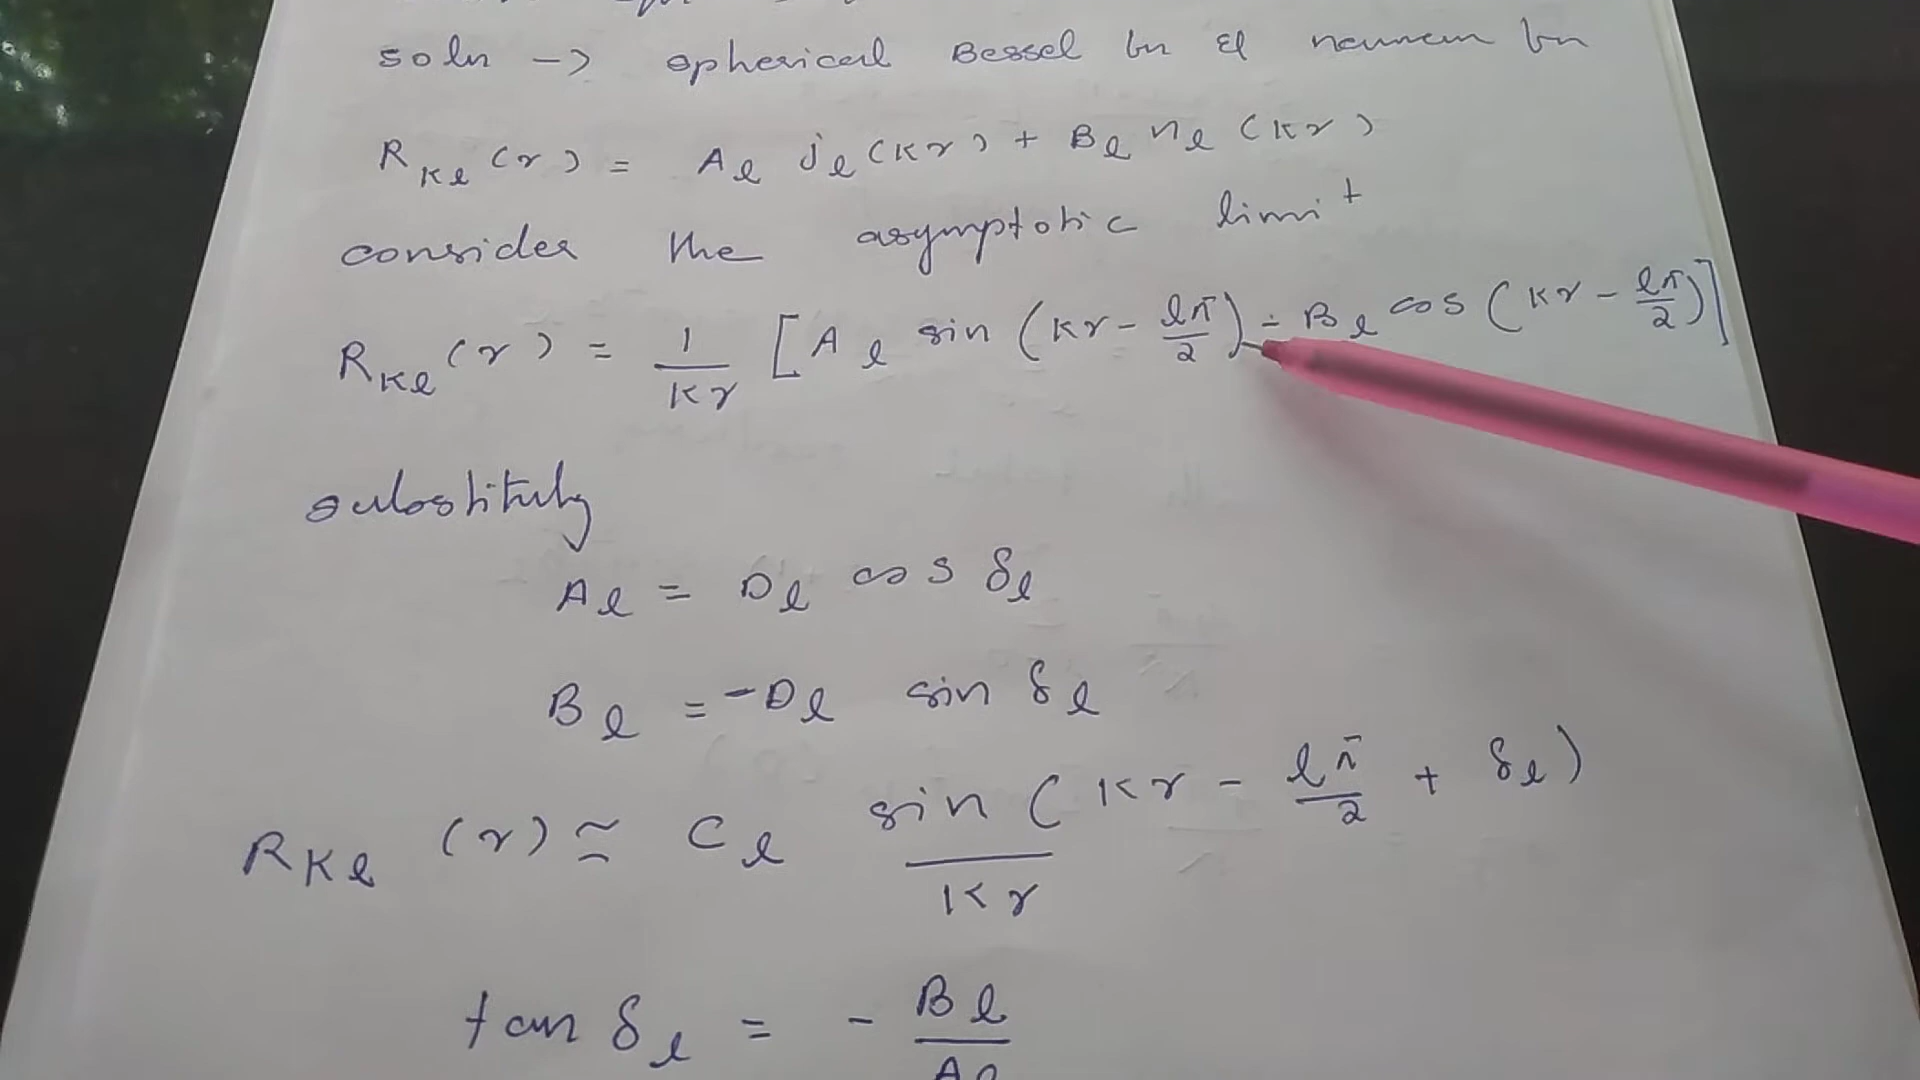 soln -> spherical Bessel fn & neumen fn
R_Kl (r) = A_l j_l (Kr) + B_l n_l (Kr)
consider the asymptotic limit
R_Kl (r) = 1/Kr [A_l sin (Kr - lπ/2) - B_l cos (Kr - lπ/2)]
A_l = D_l cos δ_l
B_l = -D_l sin δ_l
R_Kl (r) ≃ C_l sin (Kr - lπ/2 + δ_l) / Kr
tan δ_l = - B_l / A_l